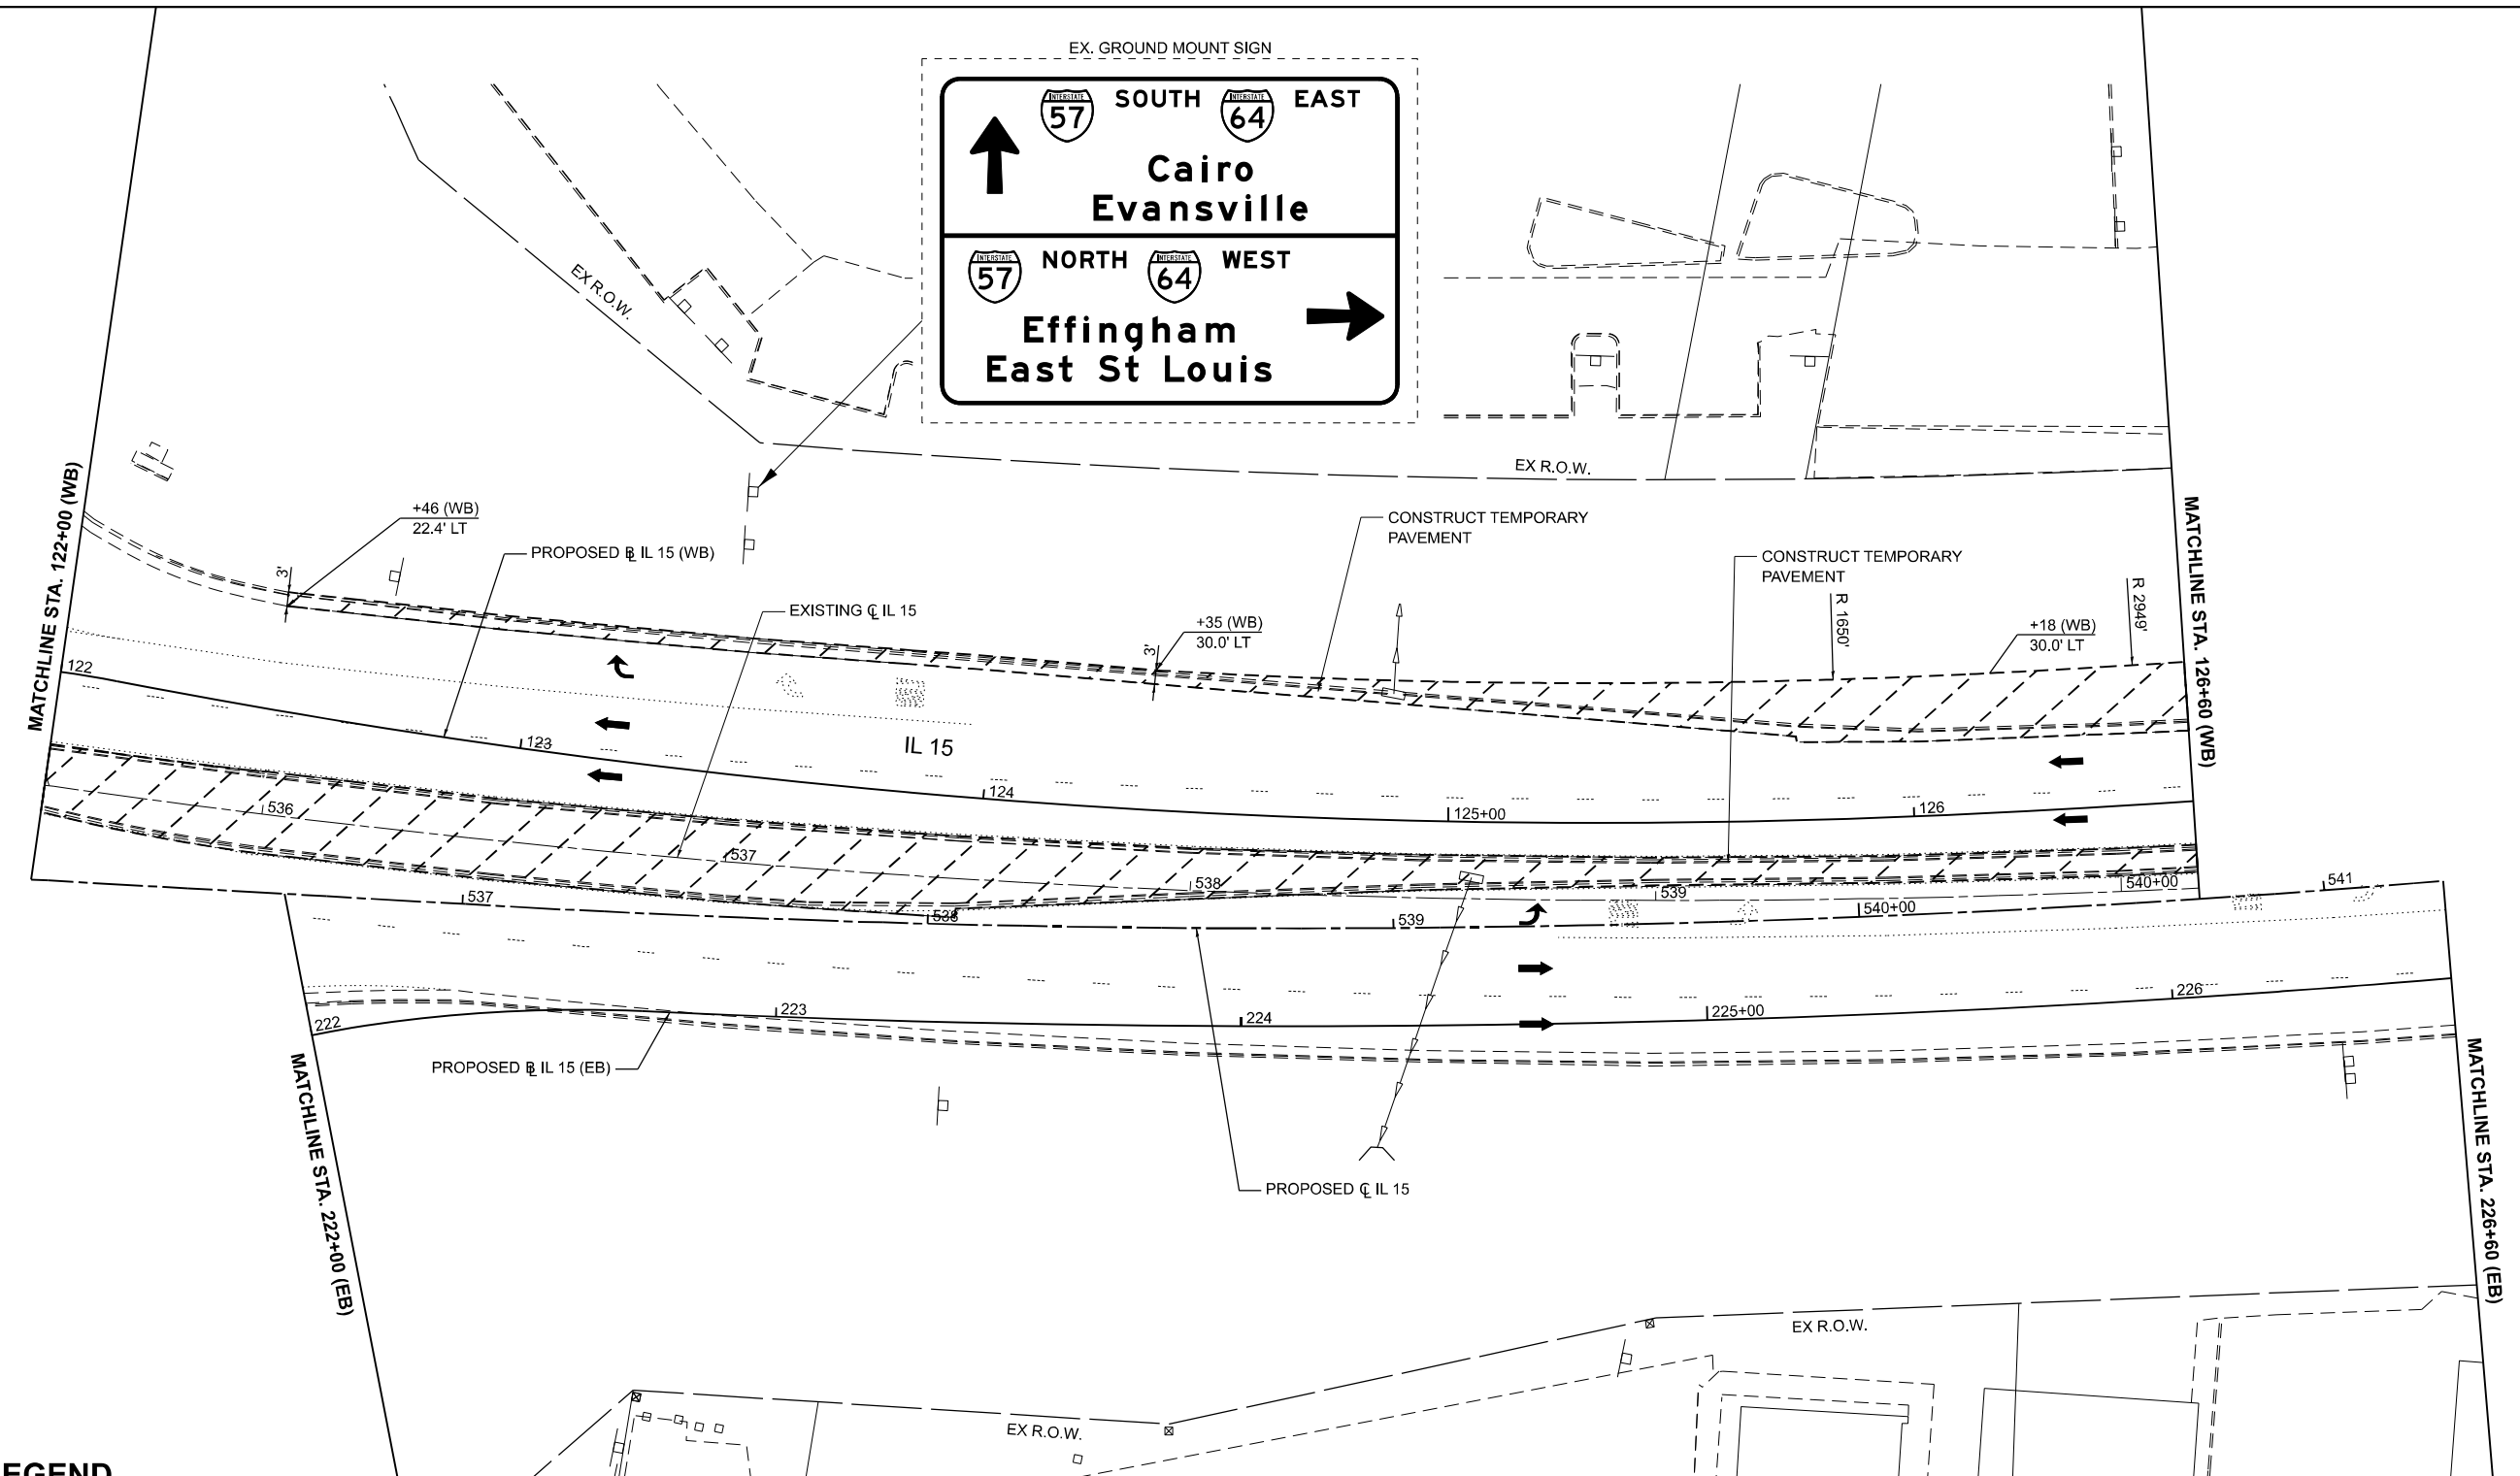 EX. GROUND MOUNT SIGN
INTERSTATE 57 SOUTH INTERSTATE 64 EAST
Cairo
Evansville
INTERSTATE 57 NORTH INTERSTATE 64 WEST
Effingham
East St Louis
EX R.O.W.
EX R.O.W.
MATCHLINE STA. 122+00 (WB)
+46 (WB)
22.4' LT
3'
PROPOSED ℄ IL 15 (WB)
EXISTING ℄ IL 15
CONSTRUCT TEMPORARY
PAVEMENT
CONSTRUCT TEMPORARY
PAVEMENT
+35 (WB)
30.0' LT
3'
R 1650'
+18 (WB)
30.0' LT
R 2949'
MATCHLINE STA. 126+60 (WB)
122
123
IL 15
124
125+00
126
536
537
538
539
540+00
537
538
539
540+00
541
222
223
224
225+00
226
PROPOSED ℄ IL 15 (EB)
MATCHLINE STA. 222+00 (EB)
PROPOSED ℄ IL 15
MATCHLINE STA. 226+60 (EB)
EX R.O.W.
EX R.O.W.
EGEND